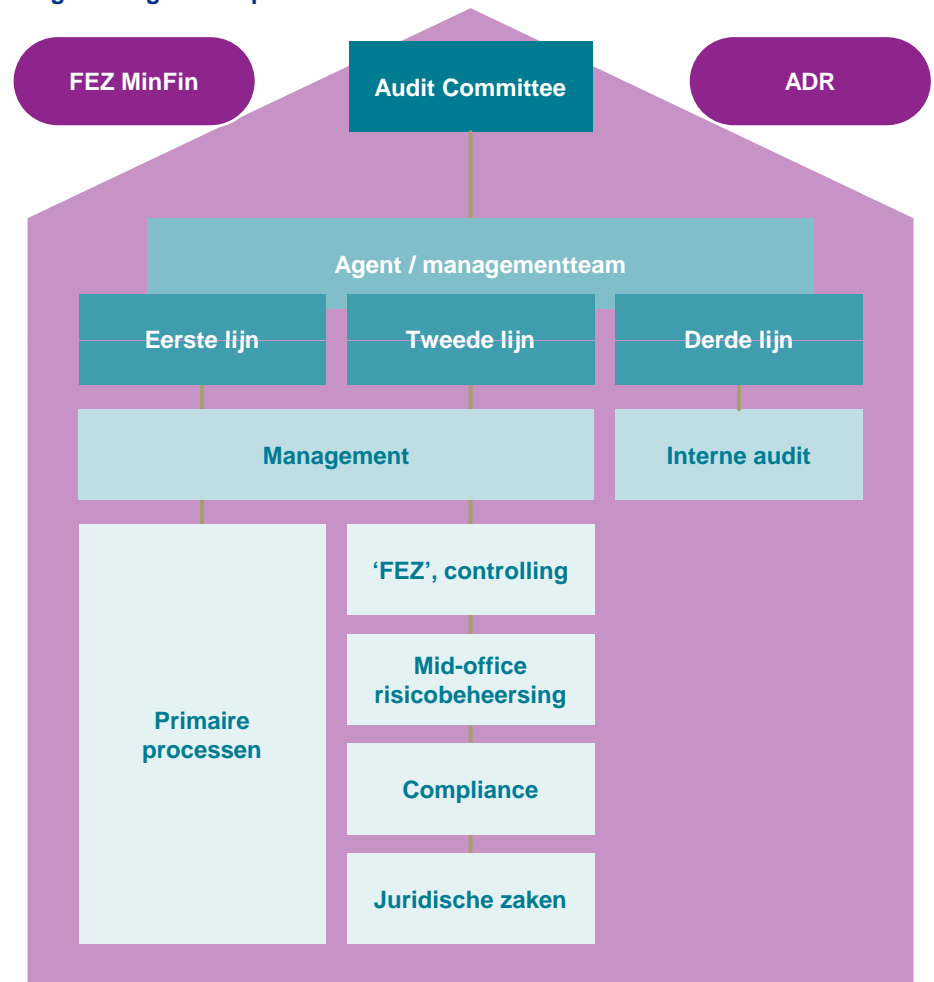 FEZ MinFin
Audit Committee
ADR
Agent / managementteam
Eerste lijn
Tweede lijn
Derde lijn
Management
Interne audit
‘FEZ’, controlling
Mid-office
risicobeheersing
Primaire
processen
Compliance
Juridische zaken